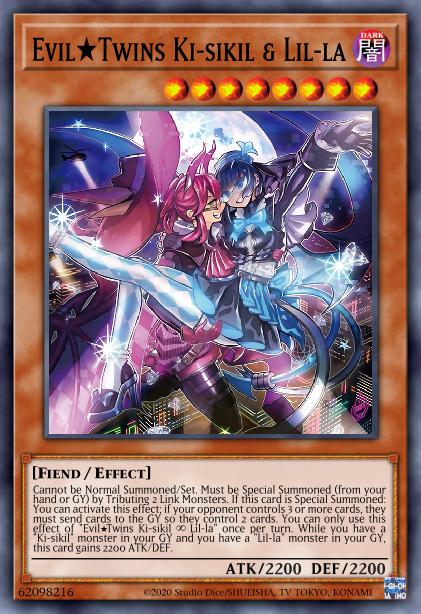 Evil★Twins Ki-sikil & Lil-la
DARK
闇
[Fiend / Effect]
Cannot be Normal Summoned/Set. Must be Special Summoned (from your
hand or GY) by Tributing 2 Link Monsters. If this card is Special Summoned:
You can activate this effect; if your opponent controls 3 or more cards, they
must send cards to the GY so they control 2 cards. You can only use this
effect of "Evil★Twins Ki-sikil ∞ Lil-la" once per turn. While you have a
"Ki-sikil" monster in your GY and you have a "Lil-la" monster in your GY,
this card gains 2200 ATK/DEF.
ATK/2200 DEF/2200
62098216
©2020 Studio Dice/SHUEISHA, TV TOKYO, KONAMI